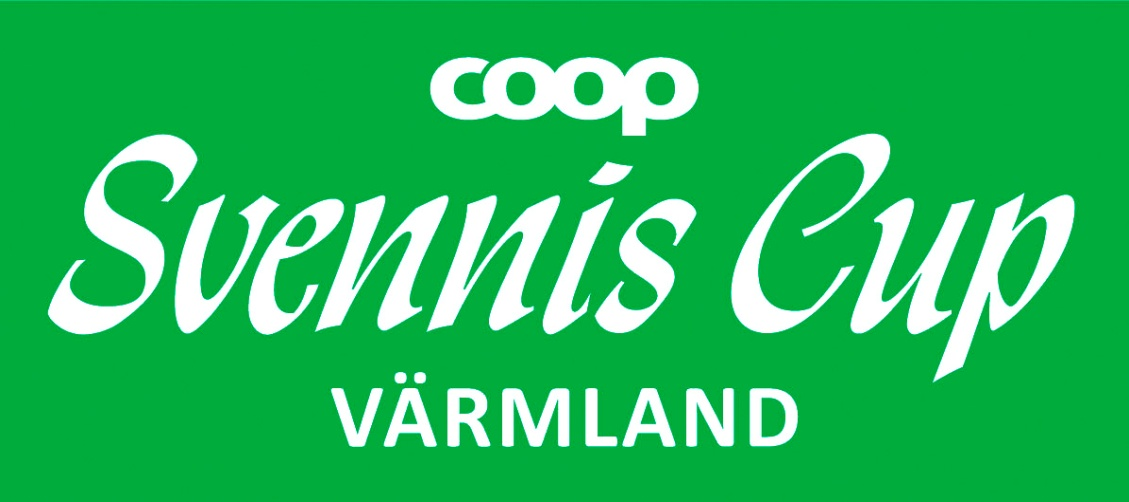 coop
Svennis Cup
VÄRMLAND